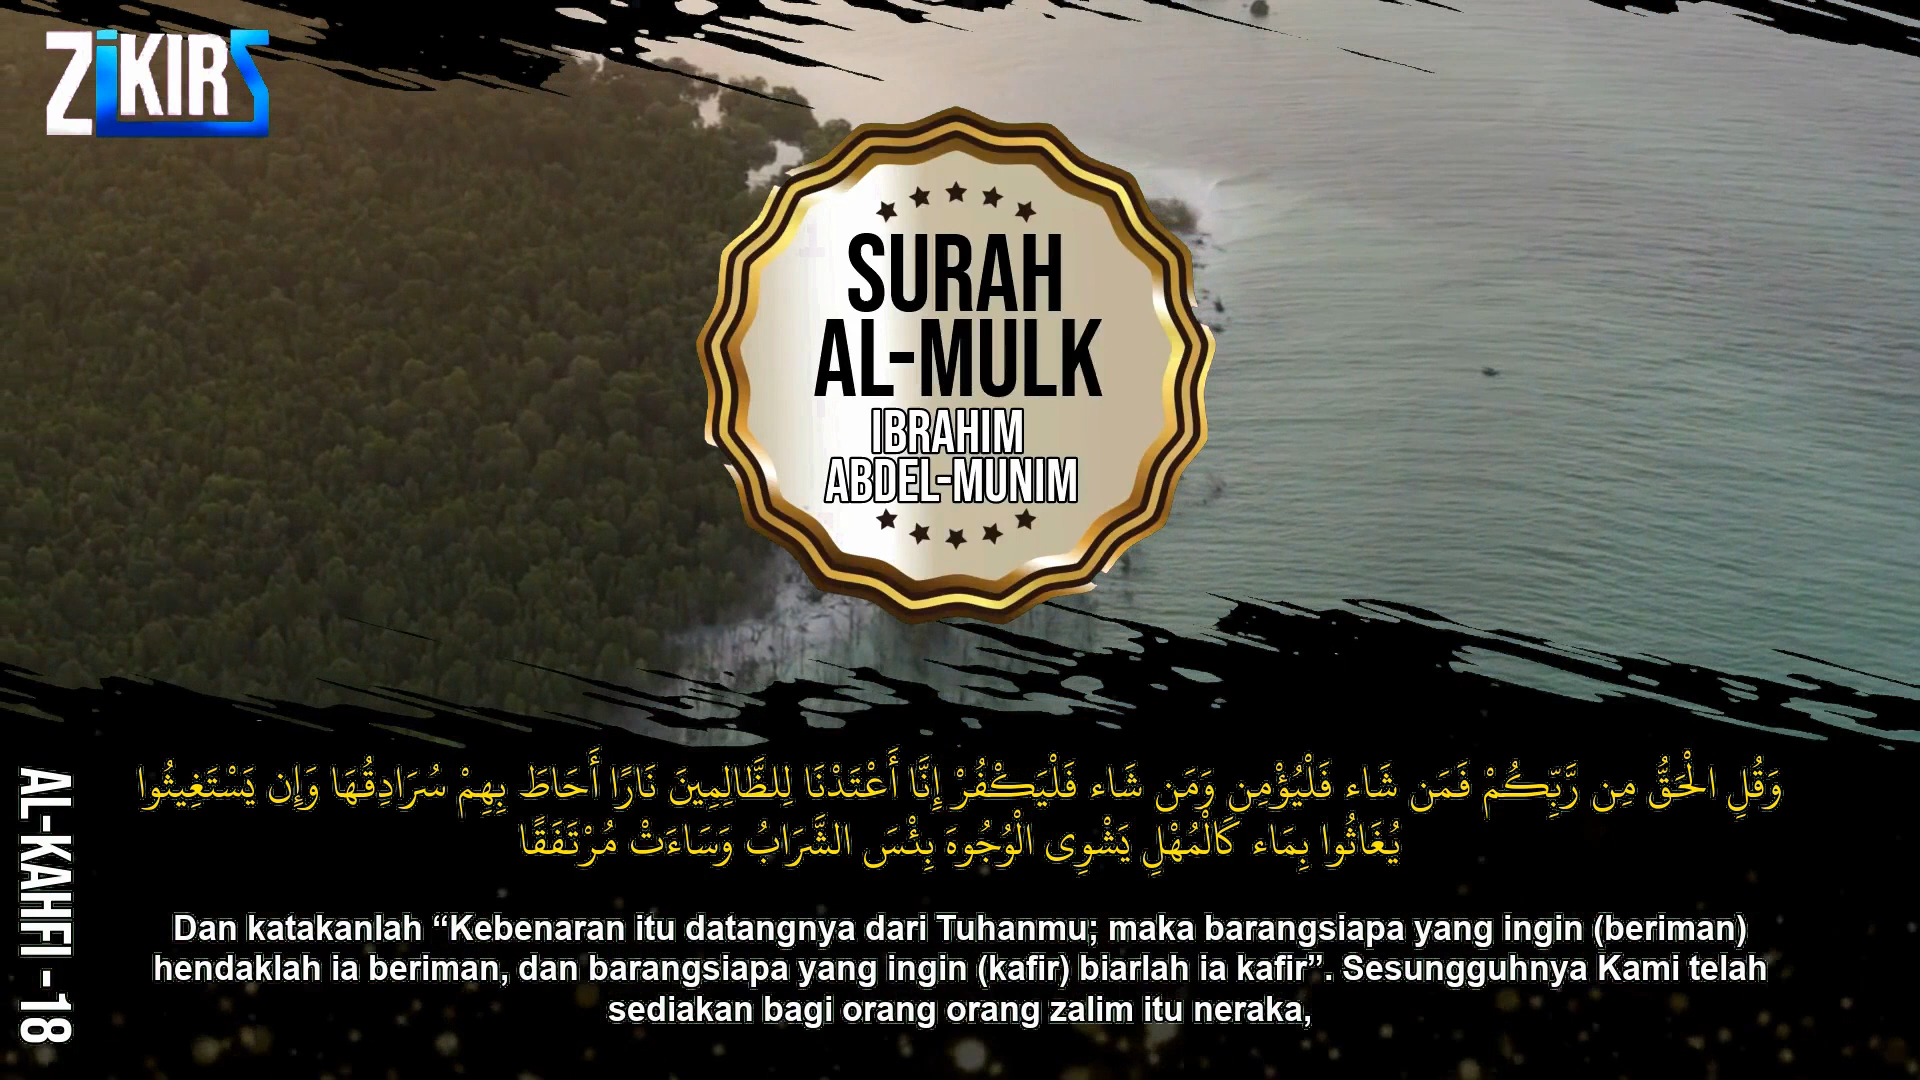 ZIKIRS
SURAH
AL-MULK
IBRAHIM
ABDEL-MUNIM
وَقُلِ الْحَقُّ مِن رَّبِّكُمْ فَمَن شَاء فَلْيُؤْمِن وَمَن شَاء فَلْيَكْفُرْ إِنَّا أَعْتَدْنَا لِلظَّالِمِينَ نَارًا أَحَاطَ بِهِمْ سُرَادِقُهَا وَإِن يَسْتَغِيثُوا
يُغَاثُوا بِمَاء كَالْمُهْلِ يَشْوِى الْوُجُوهَ بِئْسَ الشَّرَابُ وَسَاءَتْ مُرْتَفَقًا
Dan katakanlah “Kebenaran itu datangnya dari Tuhanmu; maka barangsiapa yang ingin (beriman)
hendaklah ia beriman, dan barangsiapa yang ingin (kafir) biarlah ia kafir”. Sesungguhnya Kami telah
sediakan bagi orang orang zalim itu neraka,
AL-KAHFI - 18